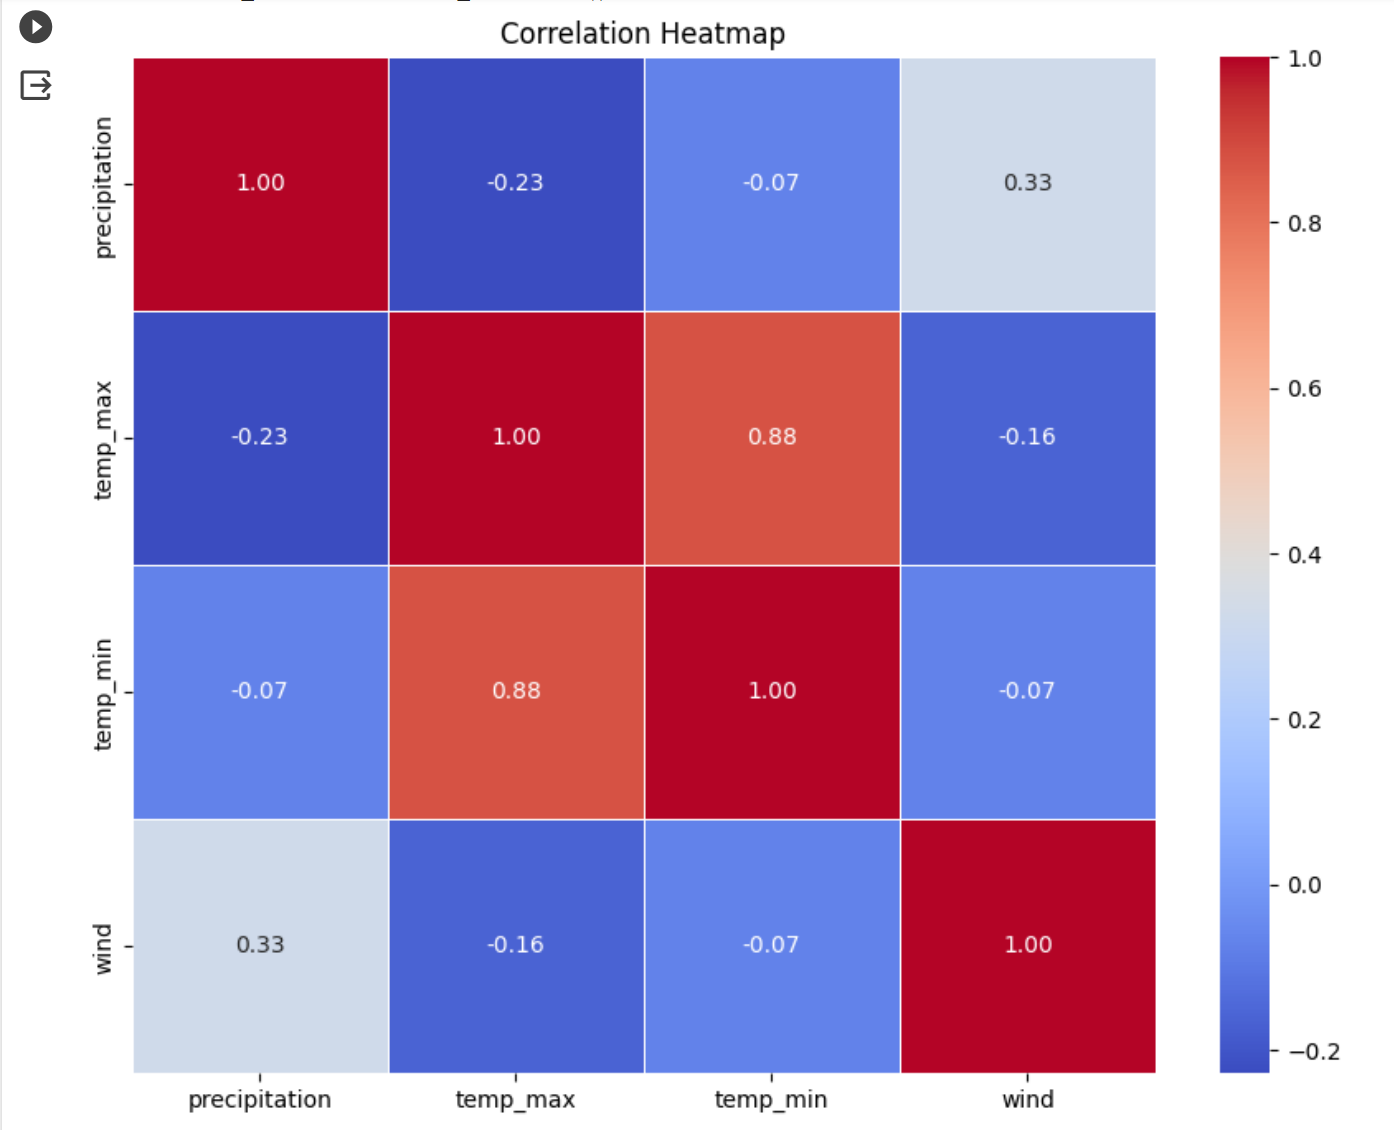 Correlation Heatmap
precipitation
1.00
-0.23
-0.07
0.33
temp_max
-0.23
1.00
0.88
-0.16
temp_min
-0.07
0.88
1.00
-0.07
wind
0.33
-0.16
-0.07
1.00
precipitation
temp_max
temp_min
wind
1.0
0.8
0.6
0.4
0.2
0.0
−0.2